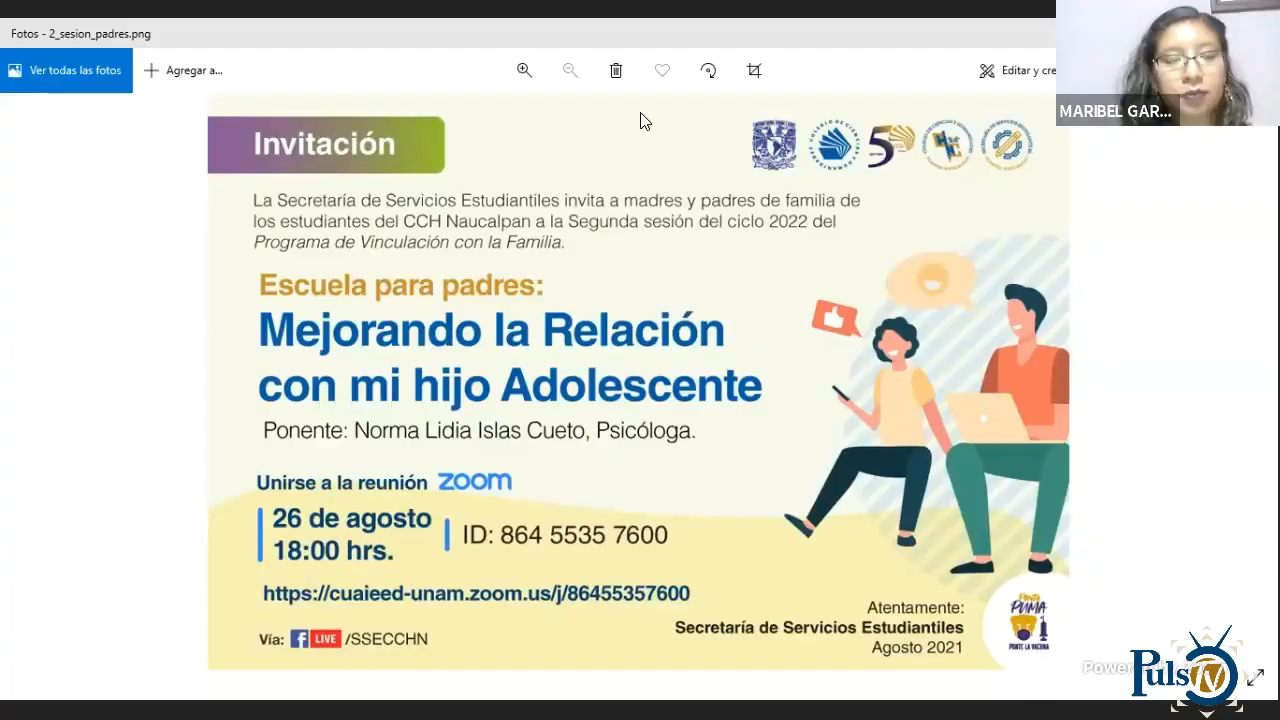 Fotos - 2_sesion_padres.png
Ver todas las fotos
Agregar a...
Editar y cre
MARIBEL GAR...
Invitación
5
La Secretaría de Servicios Estudiantiles invita a madres y padres de familia de
los estudiantes del CCH Naucalpan a la Segunda sesión del ciclo 2022 del
Programa de Vinculación con la Familia.
Escuela para padres:
Mejorando la Relación
con mi hijo Adolescente
Ponente: Norma Lidia Islas Cueto, Psicóloga.
Unirse a la reunión zoom
26 de agosto
18:00 hrs.
ID: 864 5535 7600
https://cuaieed-unam.zoom.us/j/86455357600
Vía: f LIVE /SSECCHN
Atentamente:
Secretaría de Servicios Estudiantiles
Agosto 2021
PUMA
PONTE LA VACUNA
Power
Puls TV